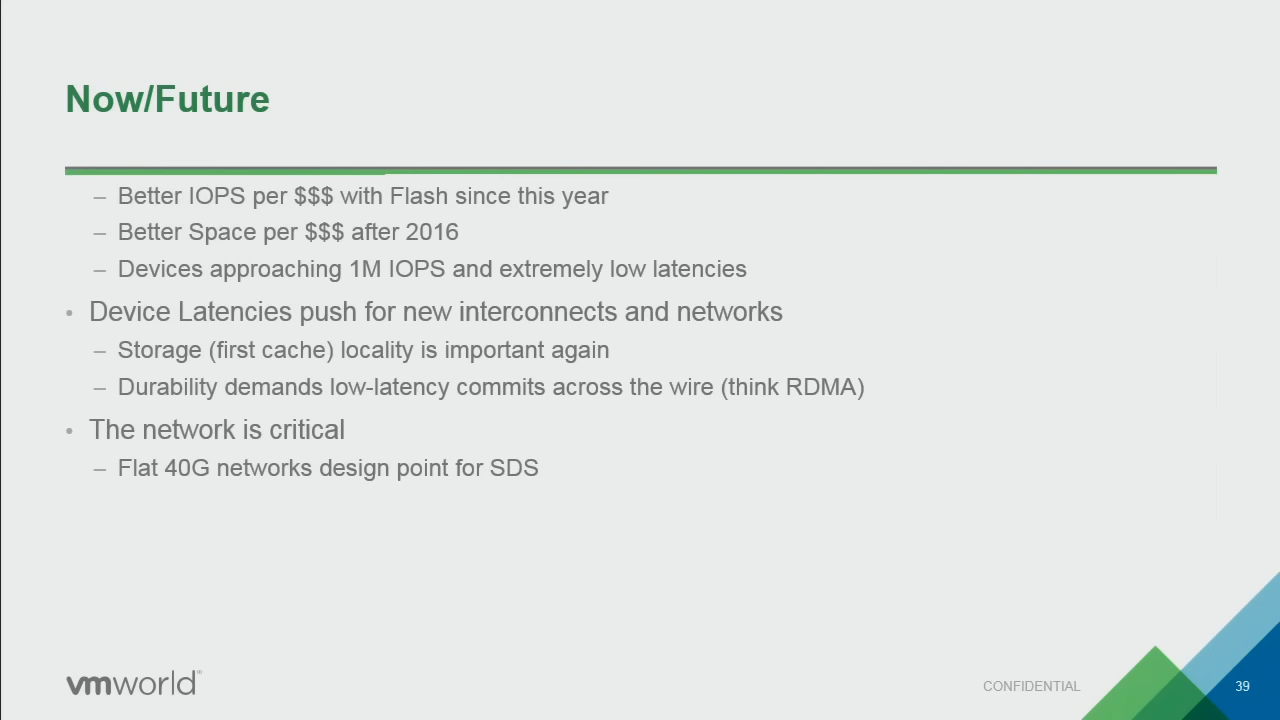 Now/Future
– Better IOPS per $$$ with Flash since this year
– Better Space per $$$ after 2016
– Devices approaching 1M IOPS and extremely low latencies
• Device Latencies push for new interconnects and networks
– Storage (first cache) locality is important again
– Durability demands low-latency commits across the wire (think RDMA)
• The network is critical
– Flat 40G networks design point for SDS
vmworld®
CONFIDENTIAL
39